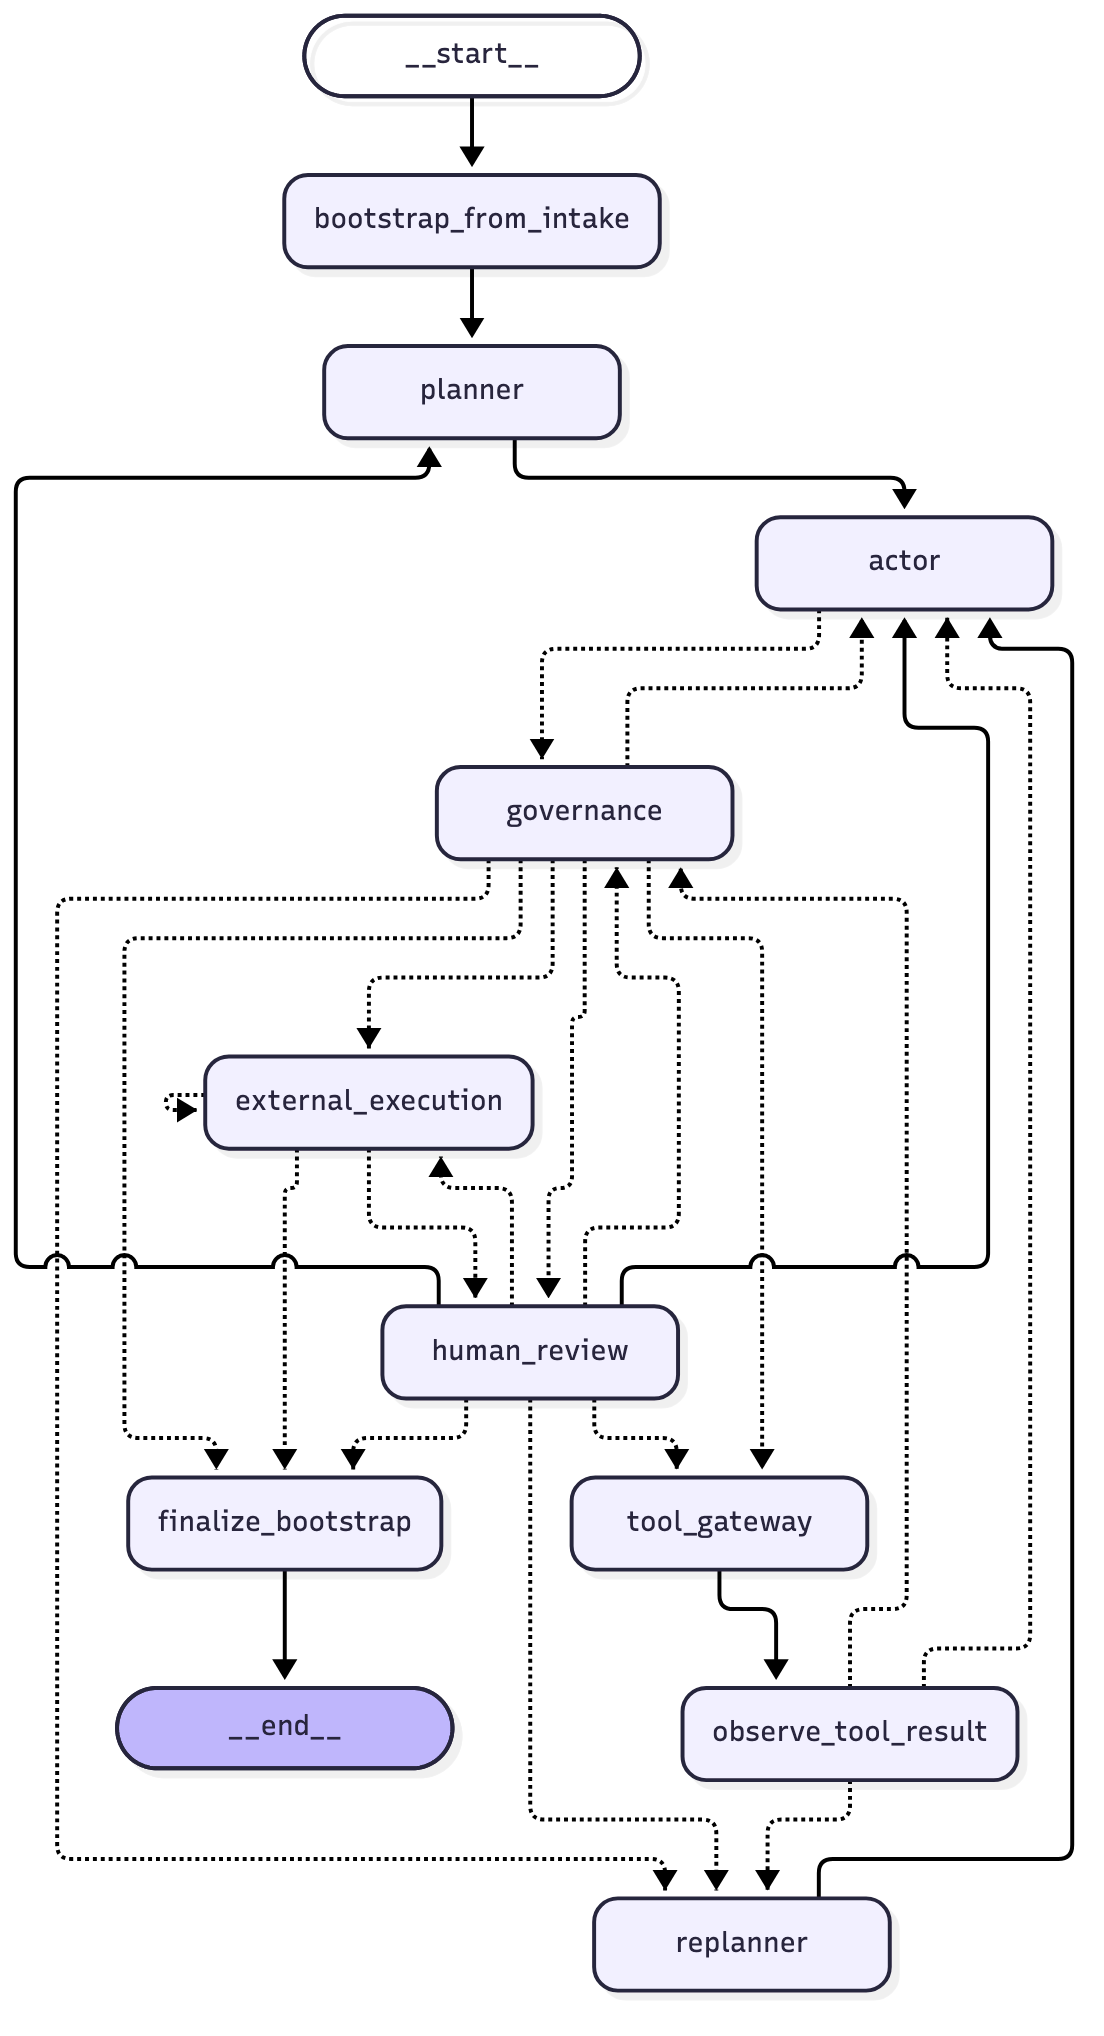 __start__
bootstrap_from_intake
planner
actor
governance
external_execution
human_review
finalize_bootstrap
tool_gateway
__end__
observe_tool_result
replanner